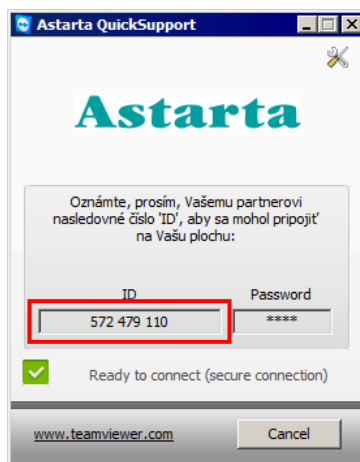 Astarta QuickSupport
Astarta
Oznámte, prosím, Vašemu partnerovi
nasledovné číslo 'ID', aby sa mohol pripojiť
na Vašu plochu:
ID Password
572 479 110 ****
Ready to connect (secure connection)
www.teamviewer.com Cancel